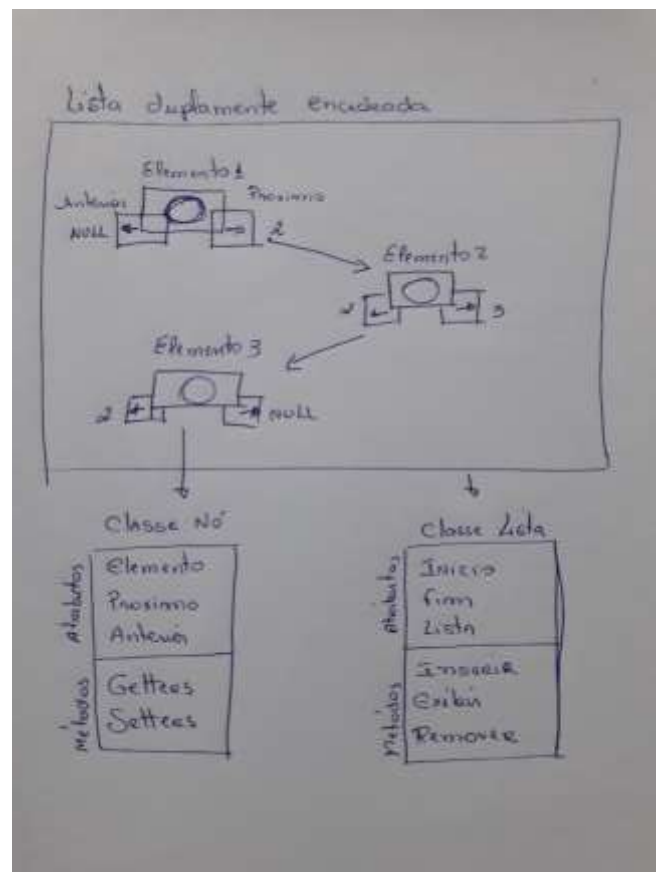 Lista duplamente encadeada
Elemento 1
Anterior
Proximo
NULL
2
Elemento 2
2
3
Elemento 3
2
NULL
Classe Nó
Atributos
Elemento
Proximo
Anterior
Métodos
Getters
Setters
Classe Lista
Atributos
Inicio
Fim
Lista
Métodos
Inserir
Exibir
Remover